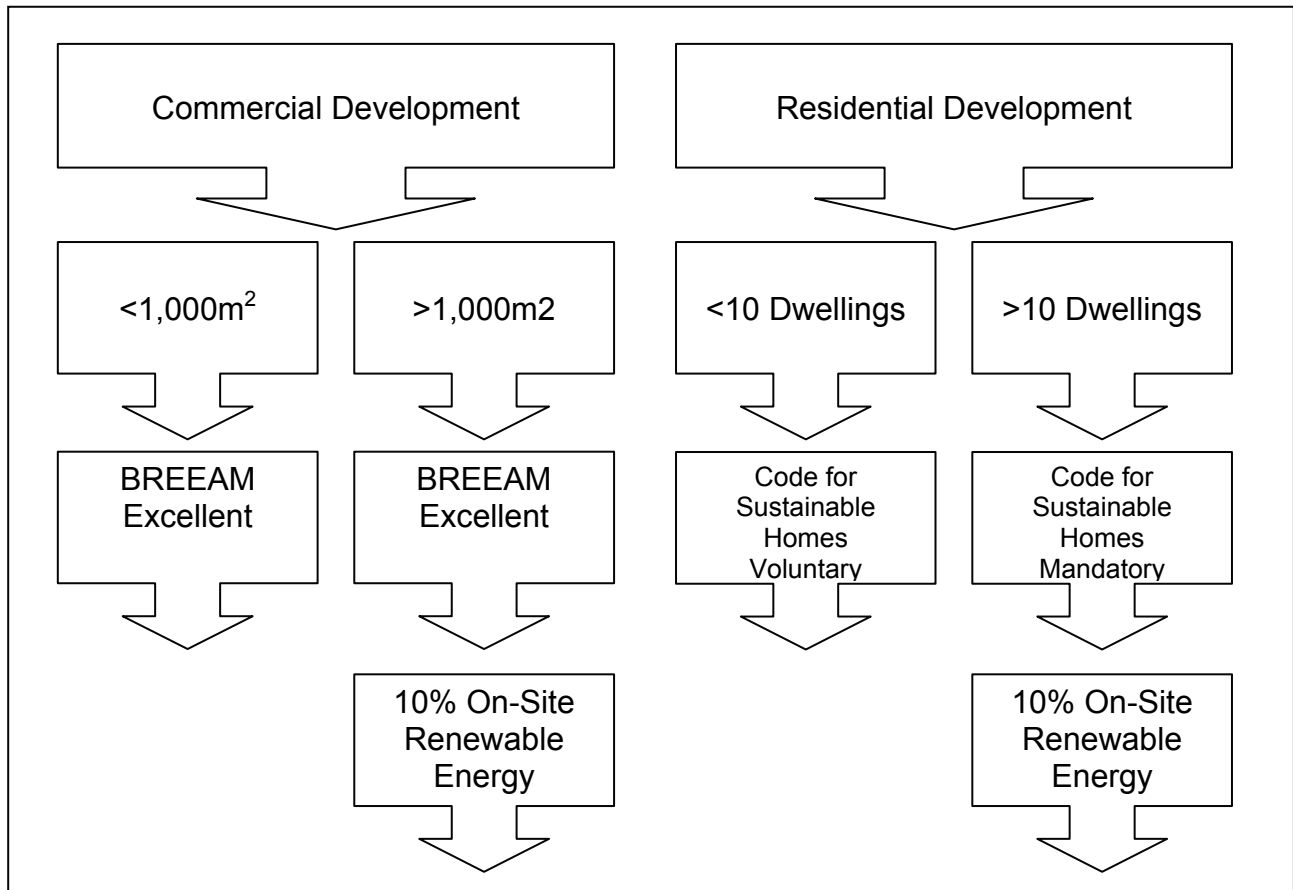 Commercial Development
Residential Development
<1,000m²
>1,000m2
<10 Dwellings
>10 Dwellings
BREEAM
Excellent
BREEAM
Excellent
Code for
Sustainable
Homes
Voluntary
Code for
Sustainable
Homes
Mandatory
10% On-Site
Renewable
Energy
10% On-Site
Renewable
Energy